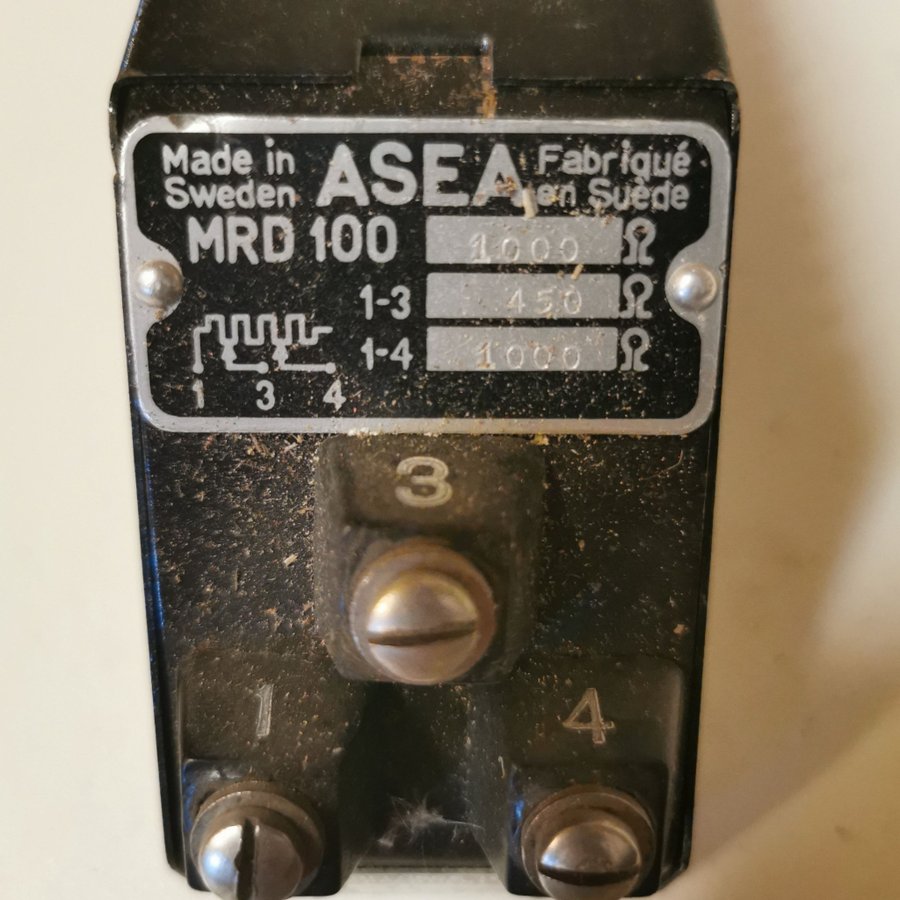 Made in Sweden ASEA Fabriqué en Suède
MRD 100 1000 Ω
1-3 450 Ω
1-4 1000 Ω
1 3 4
3
1 4